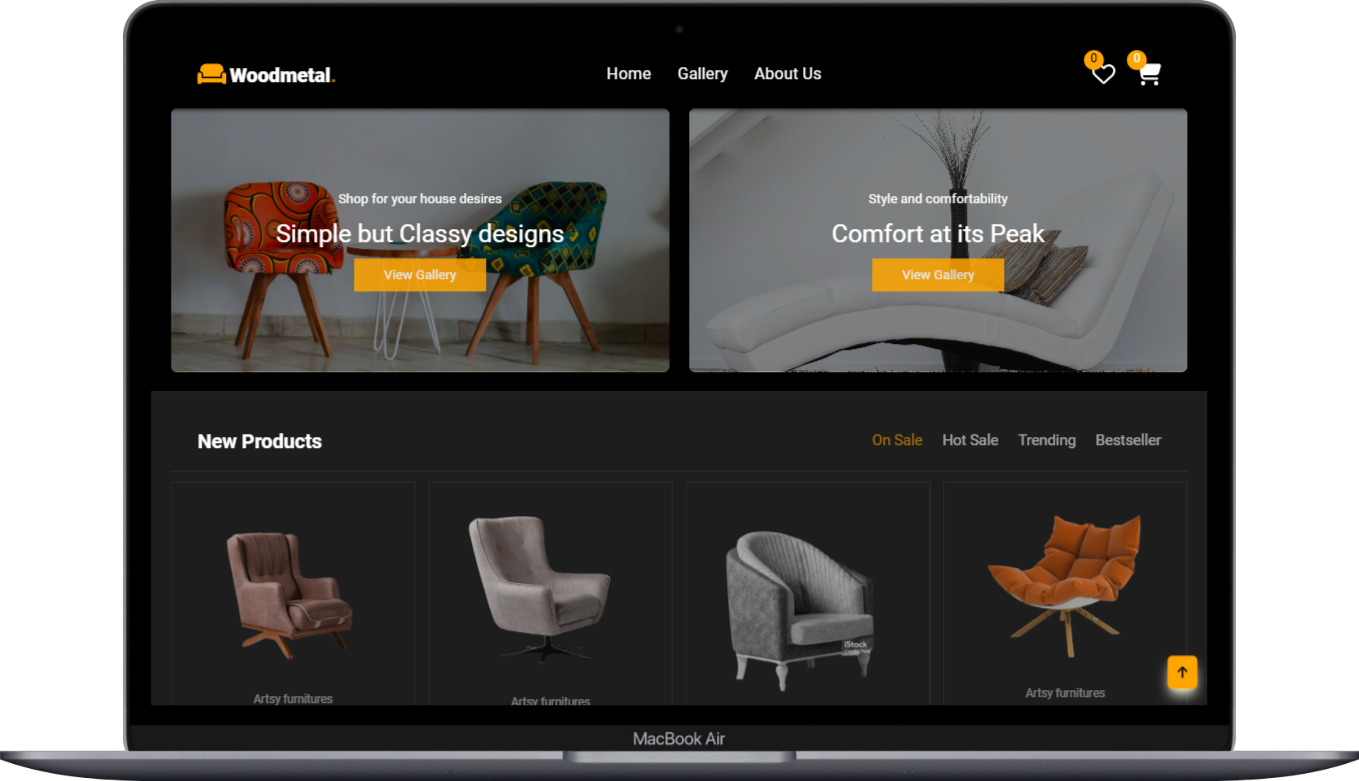 Woodmetal.
Home Gallery About Us
0 0
Shop for your house desires
Simple but Classy designs
View Gallery
Style and comfortability
Comfort at its Peak
View Gallery
New Products
On Sale Hot Sale Trending Bestseller
iStock
Artsy furnitures
Artsy furnitures
Artsy furnitures
MacBook Air